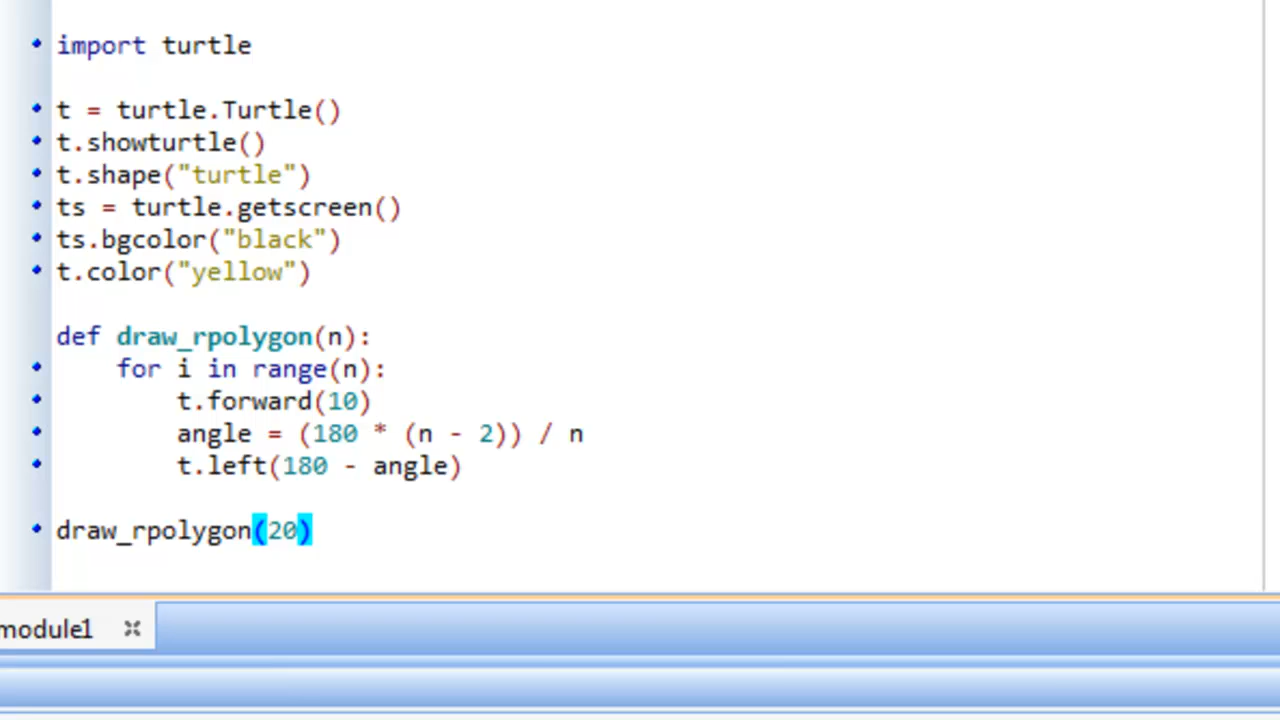 import turtle
t = turtle.Turtle()
t.showturtle()
t.shape("turtle")
ts = turtle.getscreen()
ts.bgcolor("black")
t.color("yellow")
def draw_rpolygon(n):
    for i in range(n):
        t.forward(10)
        angle = (180 * (n - 2)) / n
        t.left(180 - angle)
draw_rpolygon(20)
module1